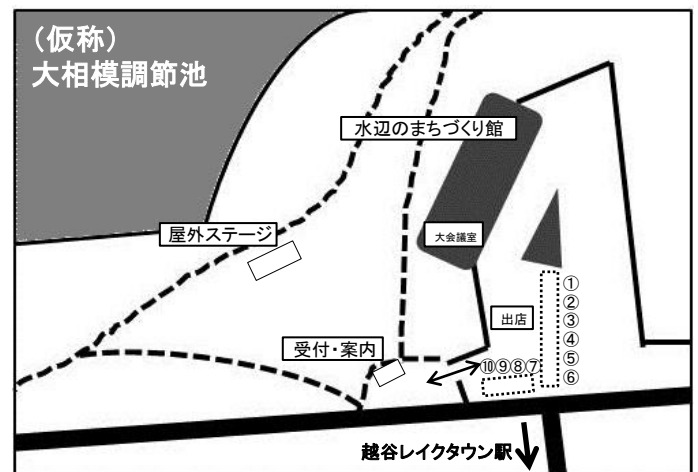 (仮称)
大相模調節池
水辺のまちづくり館
屋外ステージ
大会議室
出店
①
②
③
④
⑤
⑥
受付・案内
⑩⑨⑧⑦
越谷レイクタウン駅